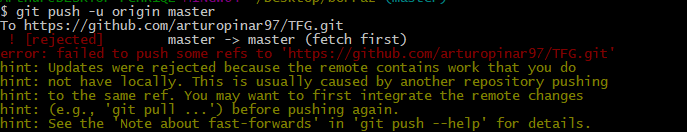 $ git push -u origin master
To https://github.com/arturopinar97/TFG.git
! [rejected] master -> master (fetch first)
error: failed to push some refs to 'https://github.com/arturopinar97/TFG.git'
hint: Updates were rejected because the remote contains work that you do
hint: not have locally. This is usually caused by another repository pushing
hint: to the same ref. You may want to first integrate the remote changes
hint: (e.g., 'git pull ...') before pushing again.
hint: See the 'Note about fast-forwards' in 'git push --help' for details.